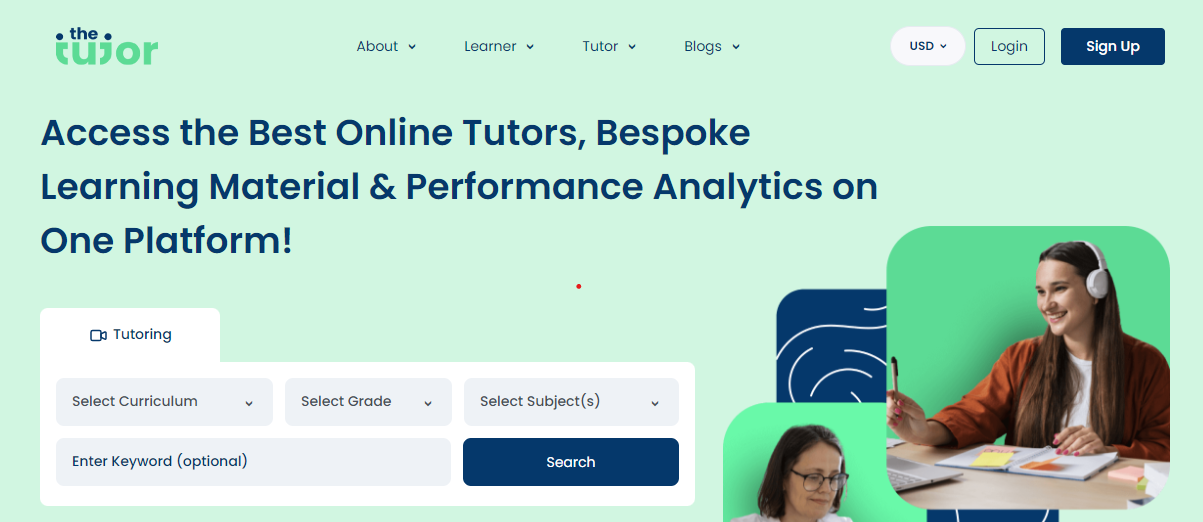 the
tutor
About
Learner
Tutor
Blogs
USD
Login
Sign Up
Access the Best Online Tutors, Bespoke
Learning Material & Performance Analytics on
One Platform!
Tutoring
Select Curriculum
Select Grade
Select Subject(s)
Enter Keyword (optional)
Search